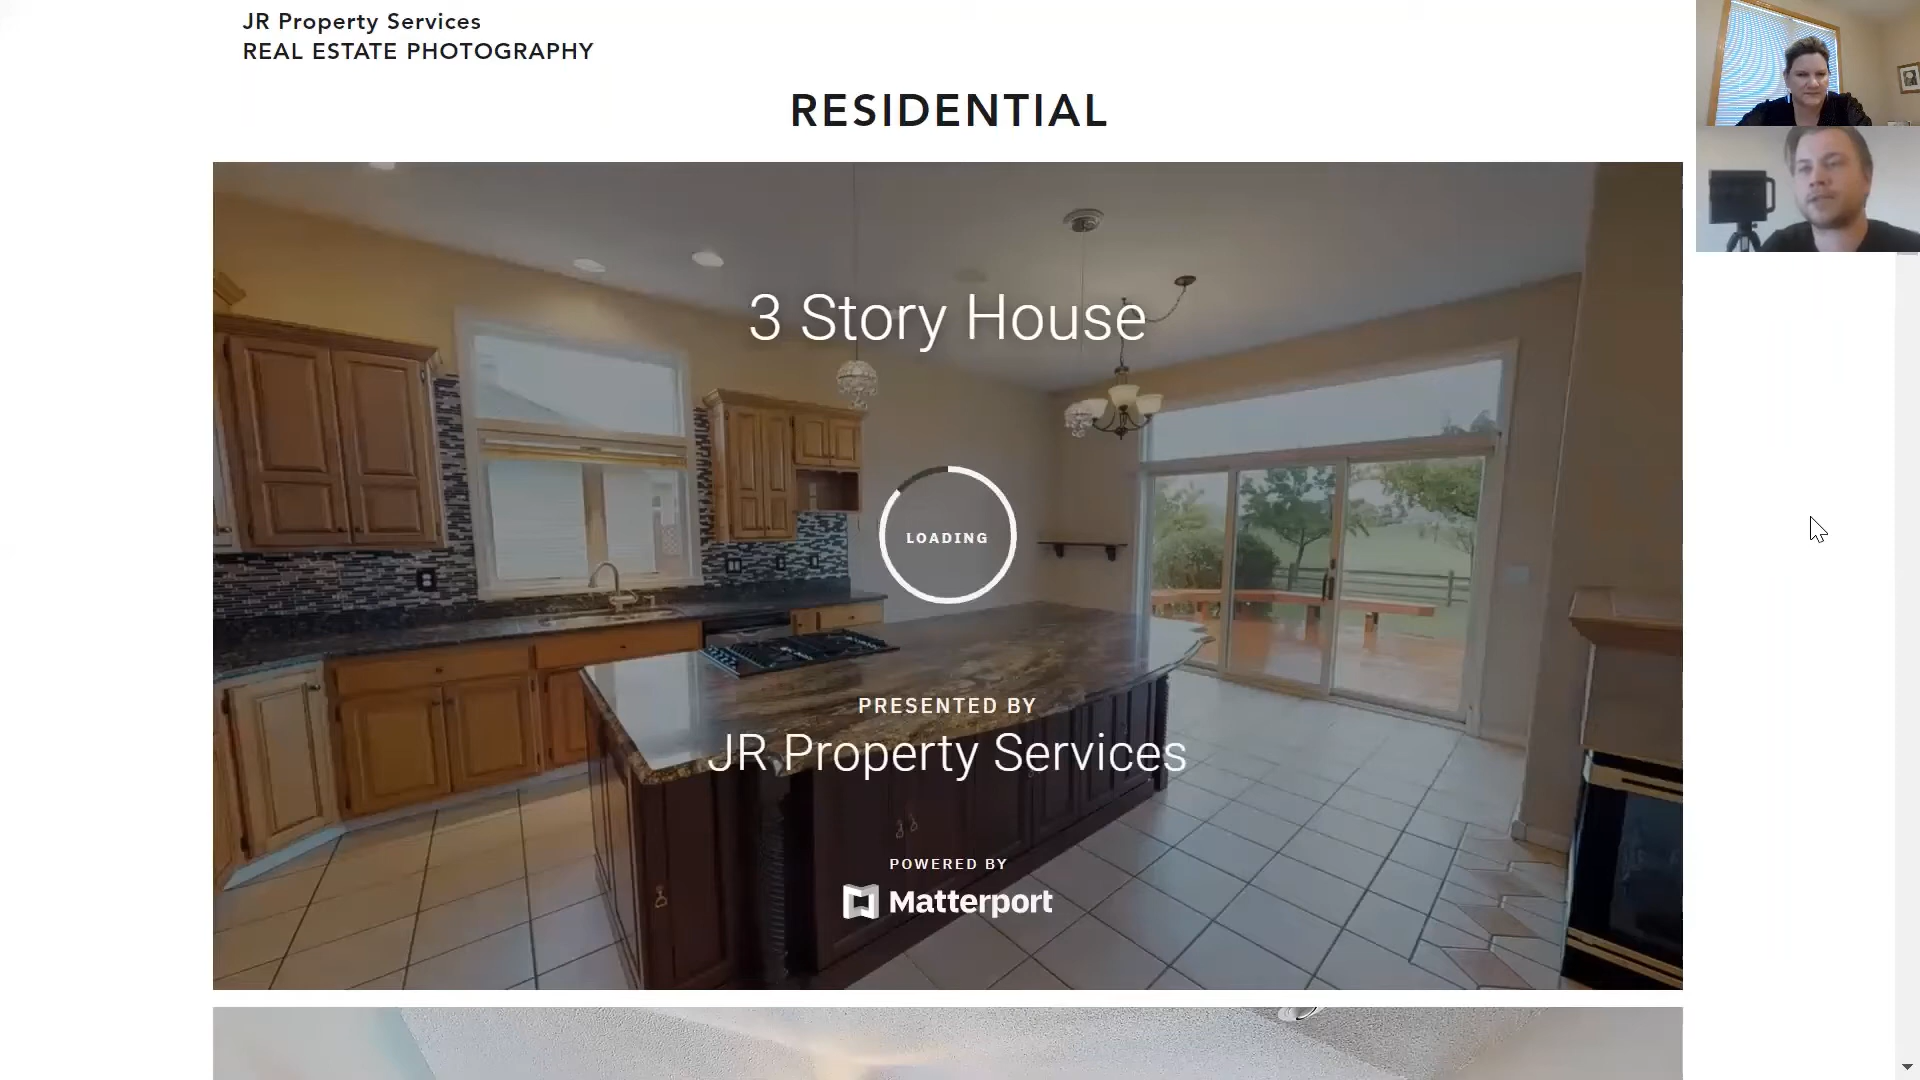 JR Property Services
REAL ESTATE PHOTOGRAPHY
RESIDENTIAL
3 Story House
LOADING
PRESENTED BY
JR Property Services
POWERED BY
Matterport